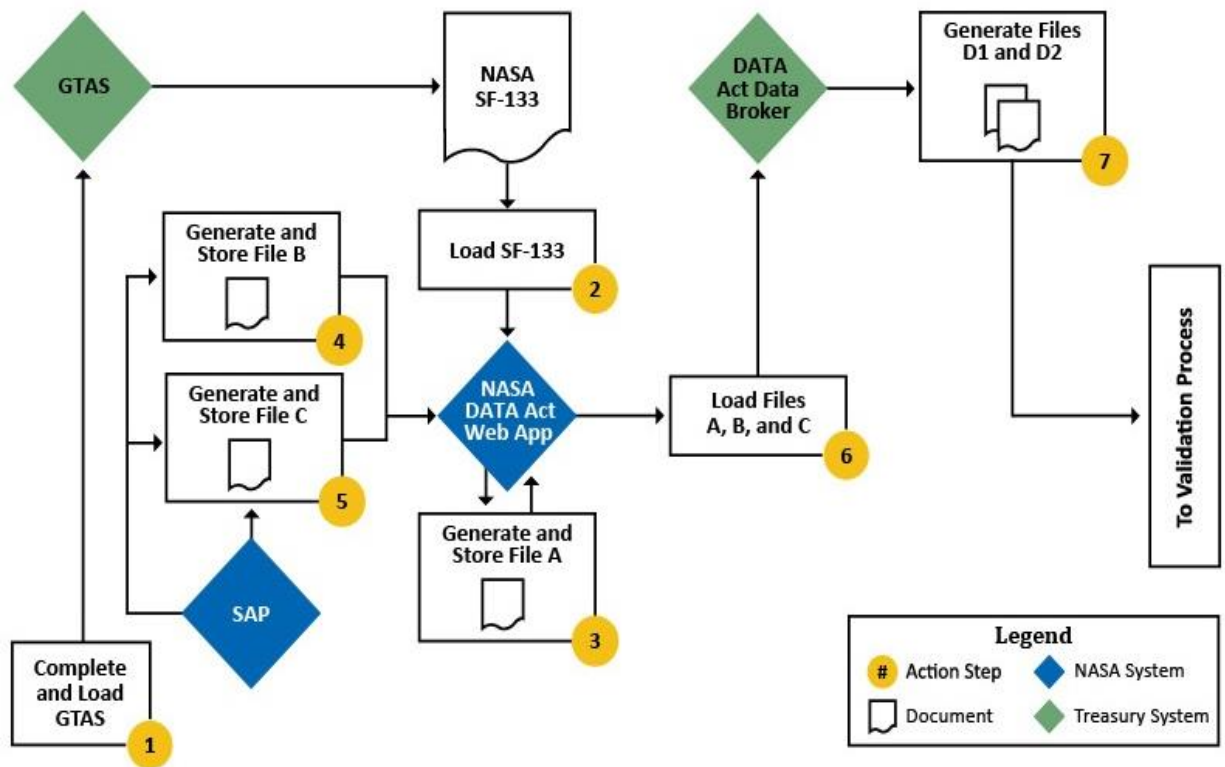 GTAS
NASA
SF-133
DATA
Act Data
Broker
Generate Files
D1 and D2
7
Generate and
Store File B
4
Load SF-133
2
Generate and
Store File C
5
NASA
DATA Act
Web App
Load Files
A, B, and C
6
To Validation Process
SAP
Generate and
Store File A
3
Complete
and Load
GTAS
1
Legend
# Action Step
NASA System
Document
Treasury System